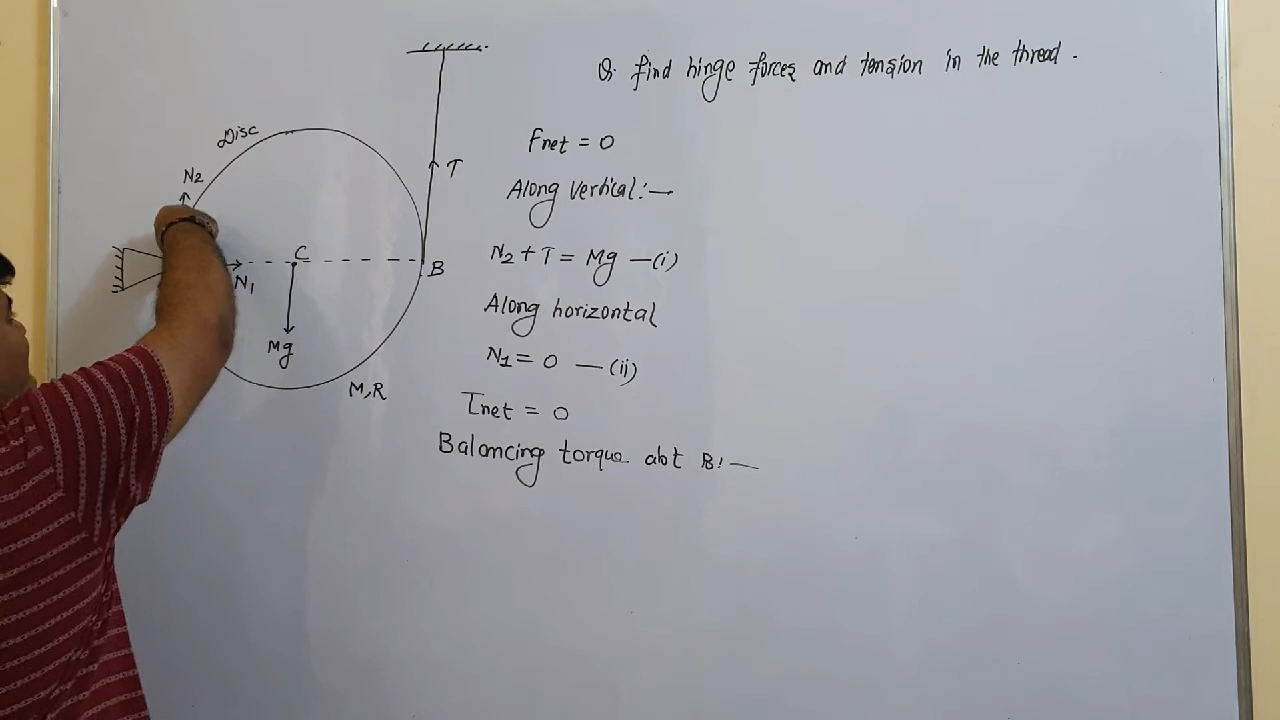 Q. find hinge forces and tension in the thread.
Disc
N2
T
C
B
N1
Mg
M,R
Fnet = 0
Along vertical:—
N2 + T = Mg —(i)
Along horizontal
N1 = 0 —(ii)
τnet = 0
Balancing torque abt B:—